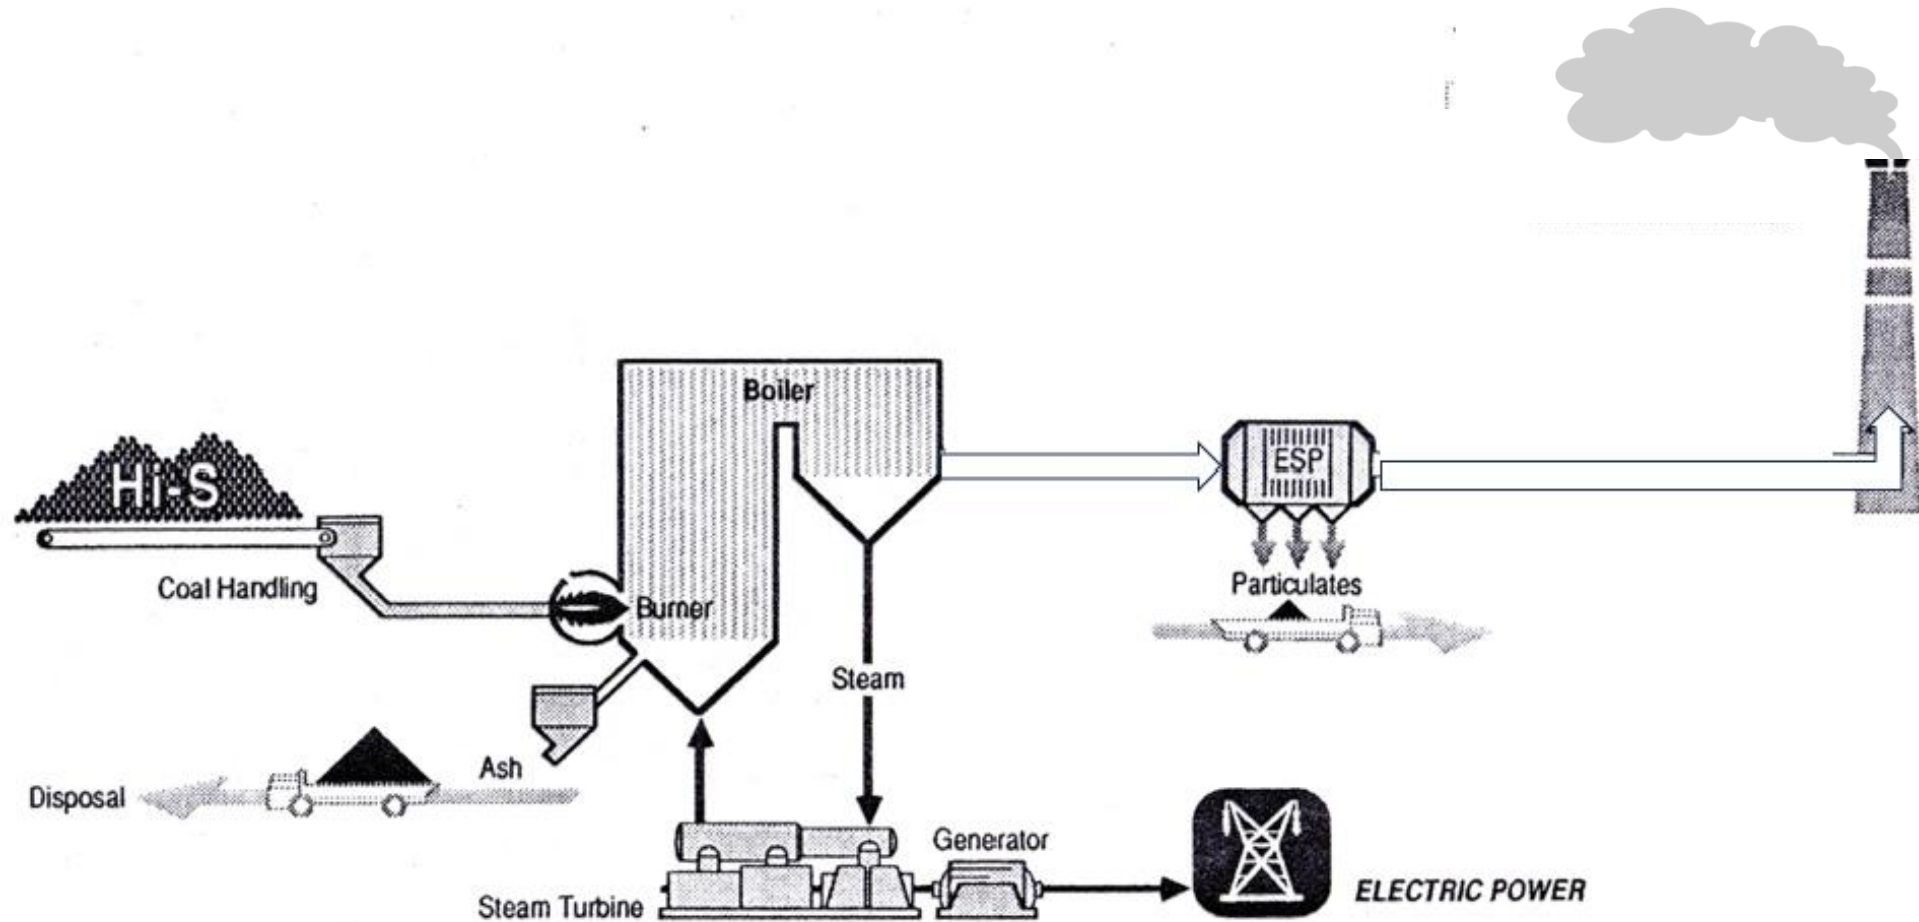 Boiler
ESP
Hi-S
Coal Handling
Burner
Particulates
Steam
Ash
Disposal
Generator
Steam Turbine
ELECTRIC POWER